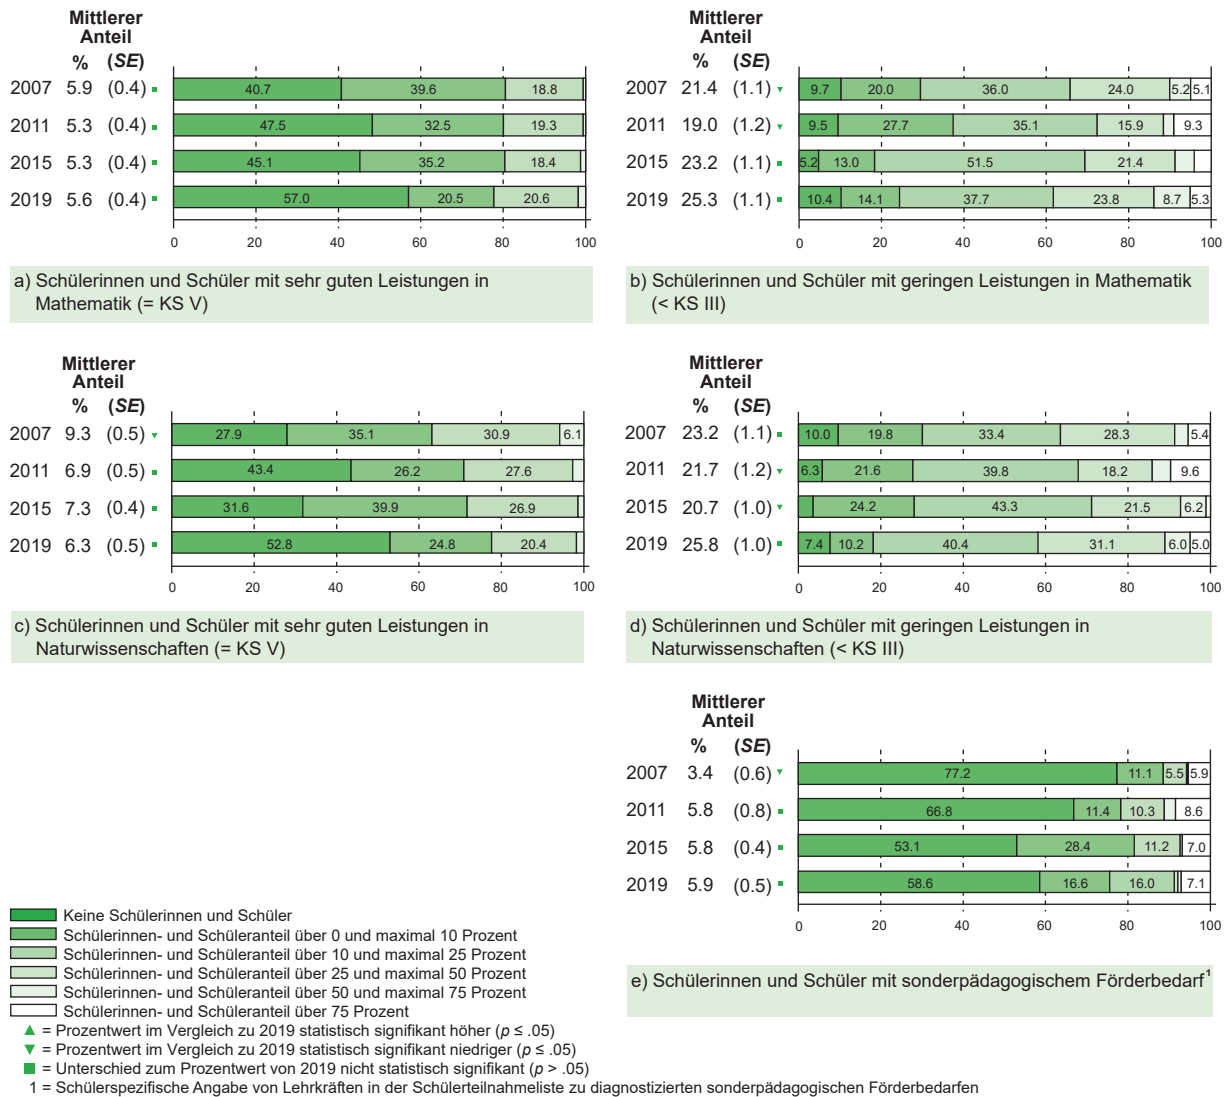 Mittlerer
Anteil
% (SE)
2007 5.9 (0.4) 40.7 39.6 18.8
2011 5.3 (0.4) 47.5 32.5 19.3
2015 5.3 (0.4) 45.1 35.2 18.4
2019 5.6 (0.4) 57.0 20.5 20.6
0 20 40 60 80 100
a) Schülerinnen und Schüler mit sehr guten Leistungen in
Mathematik (= KS V)
Mittlerer
Anteil
% (SE)
2007 21.4 (1.1) 9.7 20.0 36.0 24.0 5.2 5.1
2011 19.0 (1.2) 9.5 27.7 35.1 15.9 9.3
2015 23.2 (1.1) 5.2 13.0 51.5 21.4
2019 25.3 (1.1) 10.4 14.1 37.7 23.8 8.7 5.3
0 20 40 60 80 100
b) Schülerinnen und Schüler mit geringen Leistungen in Mathematik
(< KS III)
Mittlerer
Anteil
% (SE)
2007 9.3 (0.5) 27.9 35.1 30.9 6.1
2011 6.9 (0.5) 43.4 26.2 27.6
2015 7.3 (0.4) 31.6 39.9 26.9
2019 6.3 (0.5) 52.8 24.8 20.4
0 20 40 60 80 100
c) Schülerinnen und Schüler mit sehr guten Leistungen in
Naturwissenschaften (= KS V)
Mittlerer
Anteil
% (SE)
2007 23.2 (1.1) 10.0 19.8 33.4 28.3 5.4
2011 21.7 (1.2) 6.3 21.6 39.8 18.2 9.6
2015 20.7 (1.0) 24.2 43.3 21.5 6.2
2019 25.8 (1.0) 7.4 10.2 40.4 31.1 6.0 5.0
0 20 40 60 80 100
d) Schülerinnen und Schüler mit geringen Leistungen in
Naturwissenschaften (< KS III)
Mittlerer
Anteil
% (SE)
2007 3.4 (0.6) 77.2 11.1 5.5 5.9
2011 5.8 (0.8) 66.8 11.4 10.3 8.6
2015 5.8 (0.4) 53.1 28.4 11.2 7.0
2019 5.9 (0.5) 58.6 16.6 16.0 7.1
0 20 40 60 80 100
e) Schülerinnen und Schüler mit sonderpädagogischem Förderbedarf¹
Keine Schülerinnen und Schüler
Schülerinnen- und Schüleranteil über 0 und maximal 10 Prozent
Schülerinnen- und Schüleranteil über 10 und maximal 25 Prozent
Schülerinnen- und Schüleranteil über 25 und maximal 50 Prozent
Schülerinnen- und Schüleranteil über 50 und maximal 75 Prozent
Schülerinnen- und Schüleranteil über 75 Prozent
▲ = Prozentwert im Vergleich zu 2019 statistisch signifikant höher (p ≤ .05)
▼ = Prozentwert im Vergleich zu 2019 statistisch signifikant niedriger (p ≤ .05)
■ = Unterschied zum Prozentwert von 2019 nicht statistisch signifikant (p > .05)
1 = Schülerspezifische Angabe von Lehrkräften in der Schülerteilnahmeliste zu diagnostizierten sonderpädagogischen Förderbedarfen